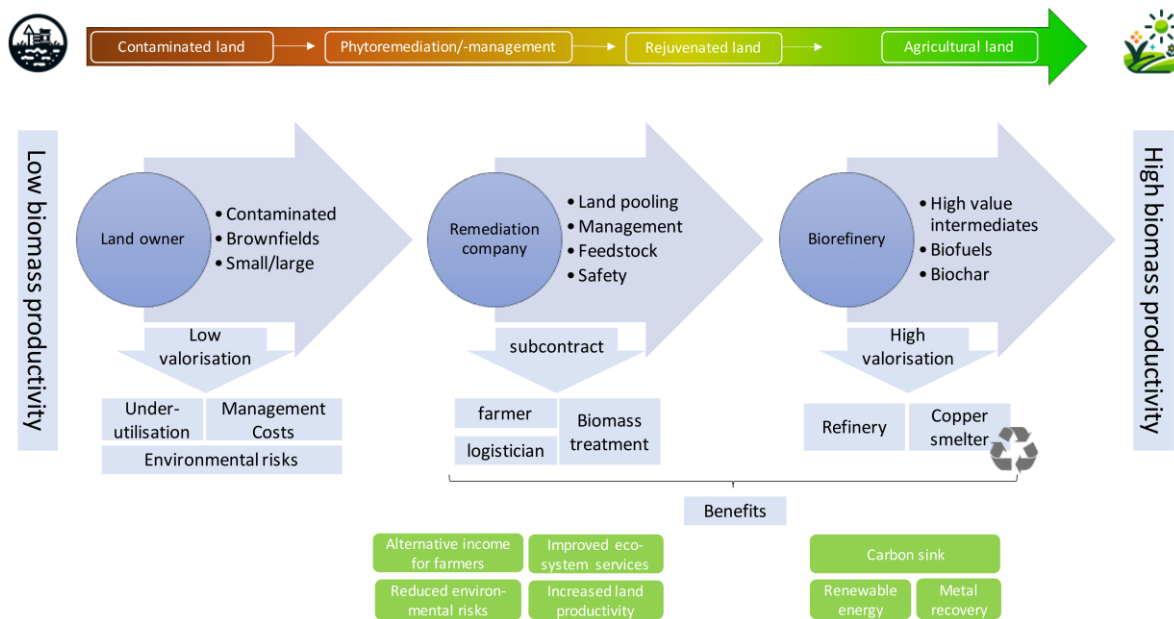 Contaminated land
Phytoremediation/-management
Rejuvenated land
Agricultural land
Low biomass productivity
Land owner
• Contaminated
• Brownfields
• Small/large
Low
valorisation
Under-
utilisation
Management
Costs
Environmental risks
Remediation
company
• Land pooling
• Management
• Feedstock
• Safety
subcontract
farmer
logistician
Biomass
treatment
Biorefinery
• High value
intermediates
• Biofuels
• Biochar
High
valorisation
Refinery
Copper
smelter
High biomass productivity
Benefits
Alternative income
for farmers
Improved eco-
system services
Reduced environ-
mental risks
Increased land
productivity
Carbon sink
Renewable
energy
Metal
recovery